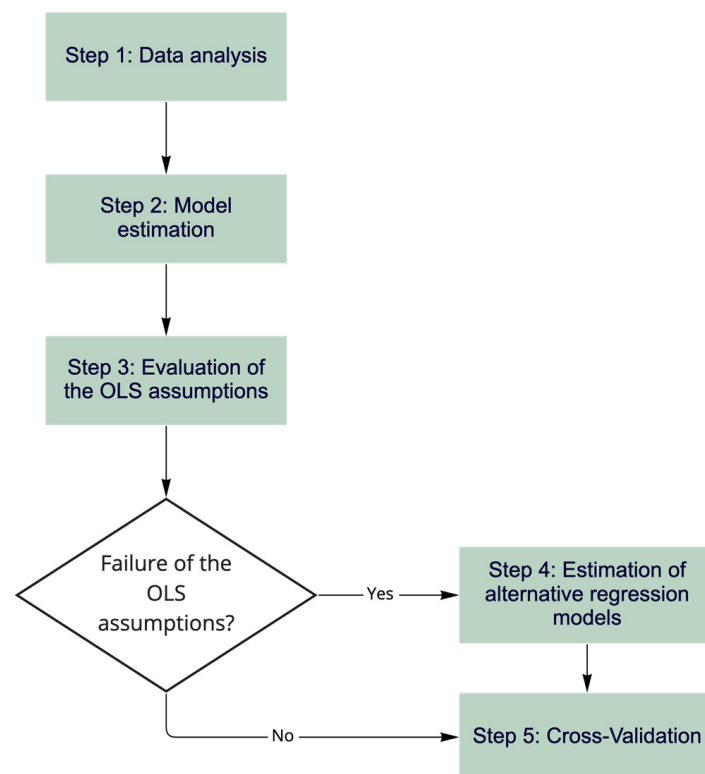 Step 1: Data analysis
Step 2: Model
estimation
Step 3: Evaluation of
the OLS assumptions
Failure of the
OLS
assumptions?
Yes
Step 4: Estimation of
alternative regression
models
No
Step 5: Cross-Validation